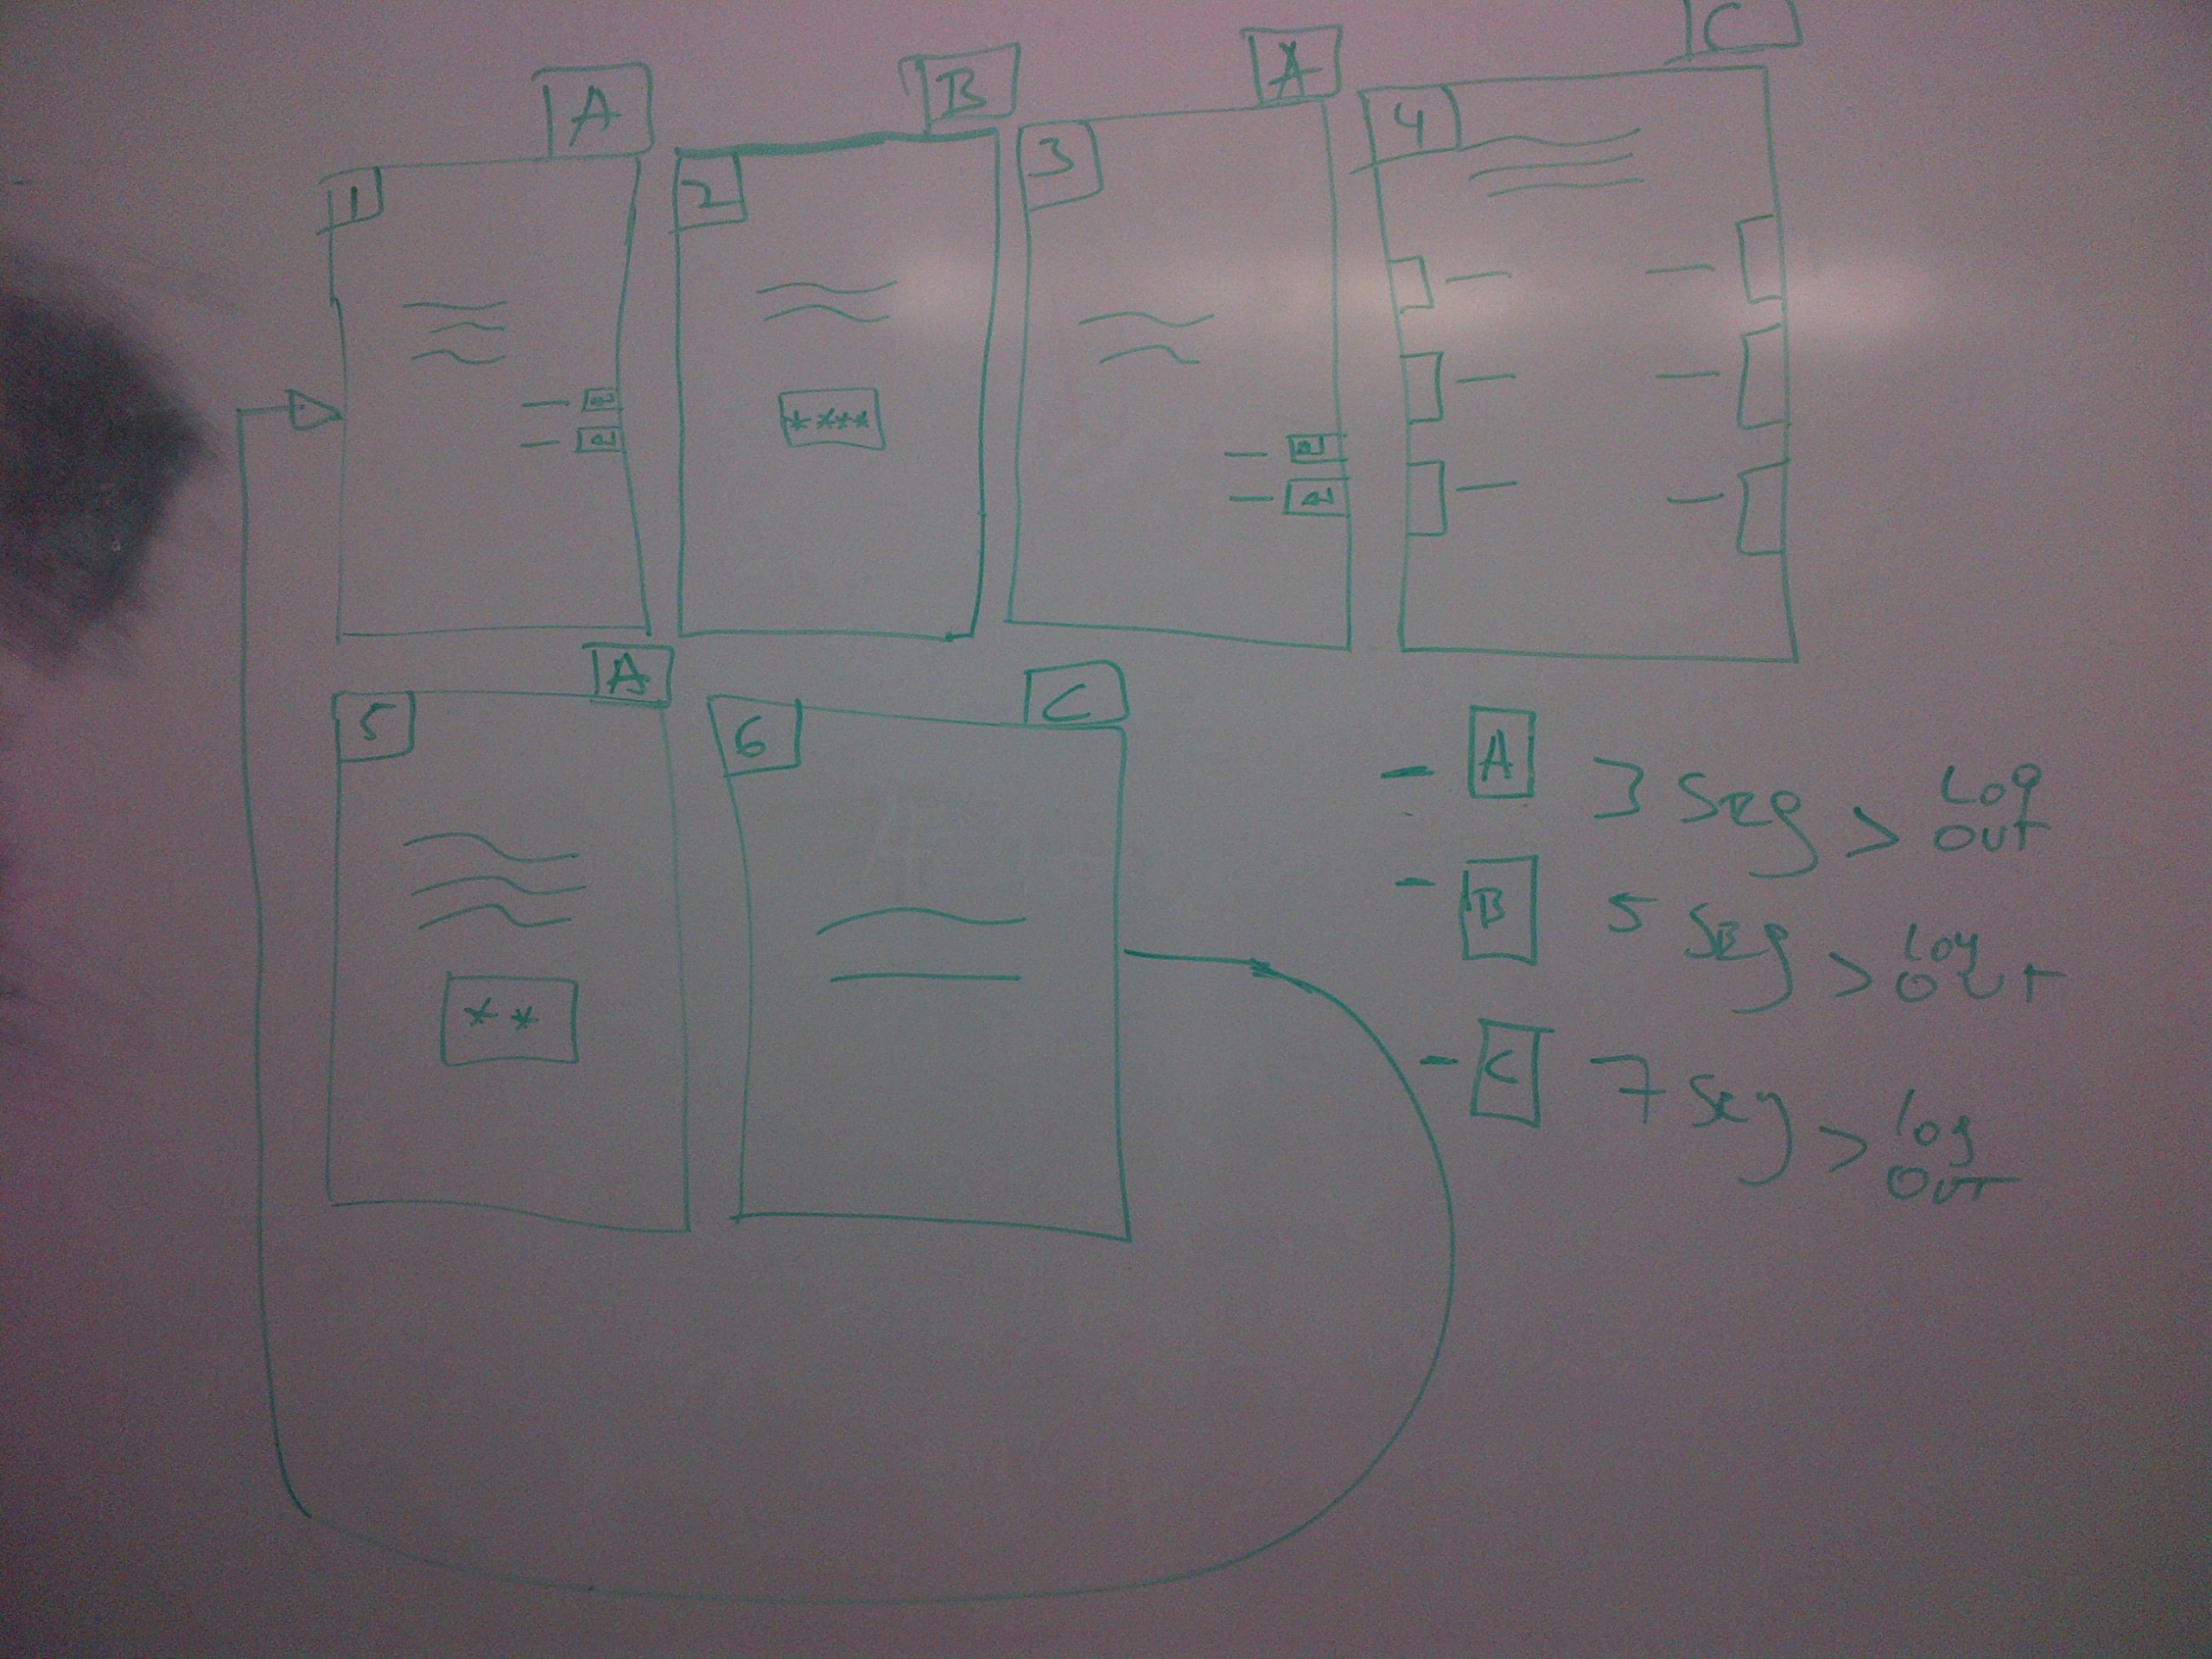 A
B
A
C
1
2
3
4
****
A
C
5
6
**
- A 3 Seg > Log
OUT
- B 5 Seg > Log
OUT
- C 7 Seg > log
OUT